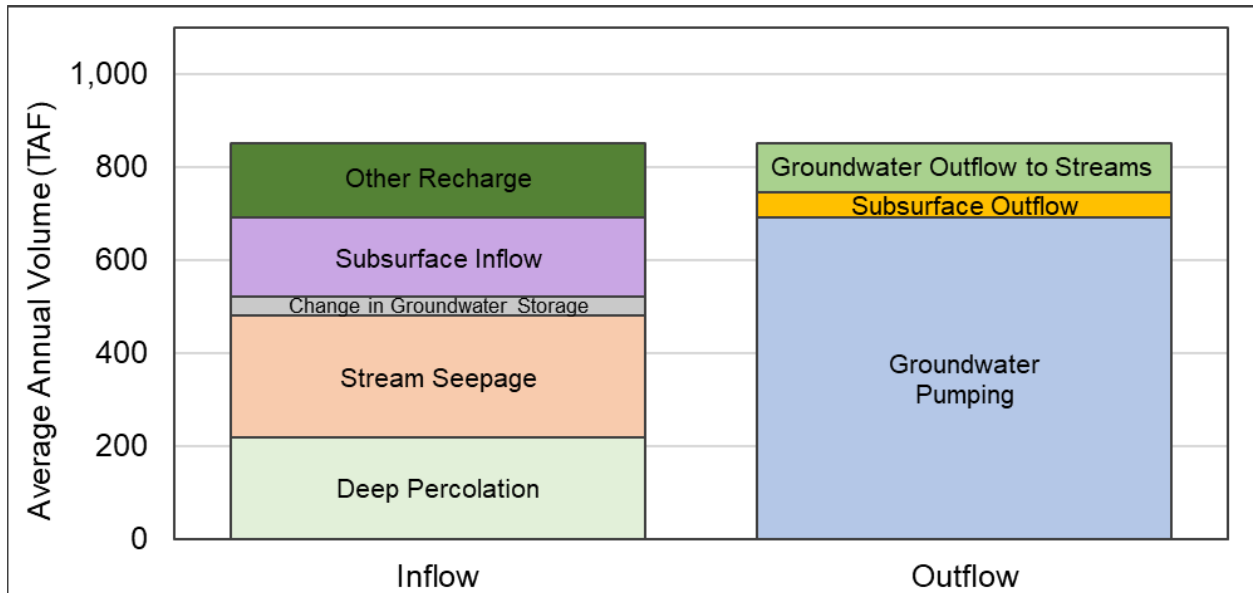 Average Annual Volume (TAF)
1,000
800
600
400
200
0
Other Recharge
Subsurface Inflow
Change in Groundwater Storage
Stream Seepage
Deep Percolation
Groundwater Outflow to Streams
Subsurface Outflow
Groundwater
Pumping
Inflow
Outflow